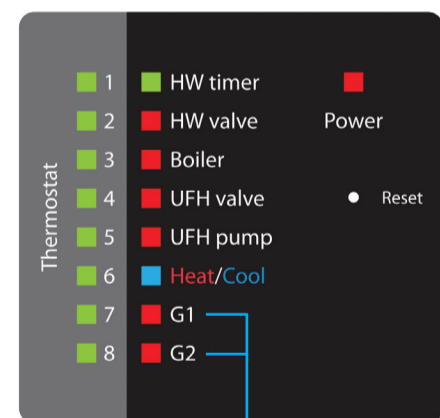 Thermostat
1 HW timer
2 HW valve Power
3 Boiler
4 UFH valve Reset
5 UFH pump
6 Heat/Cool
7 G1
8 G2